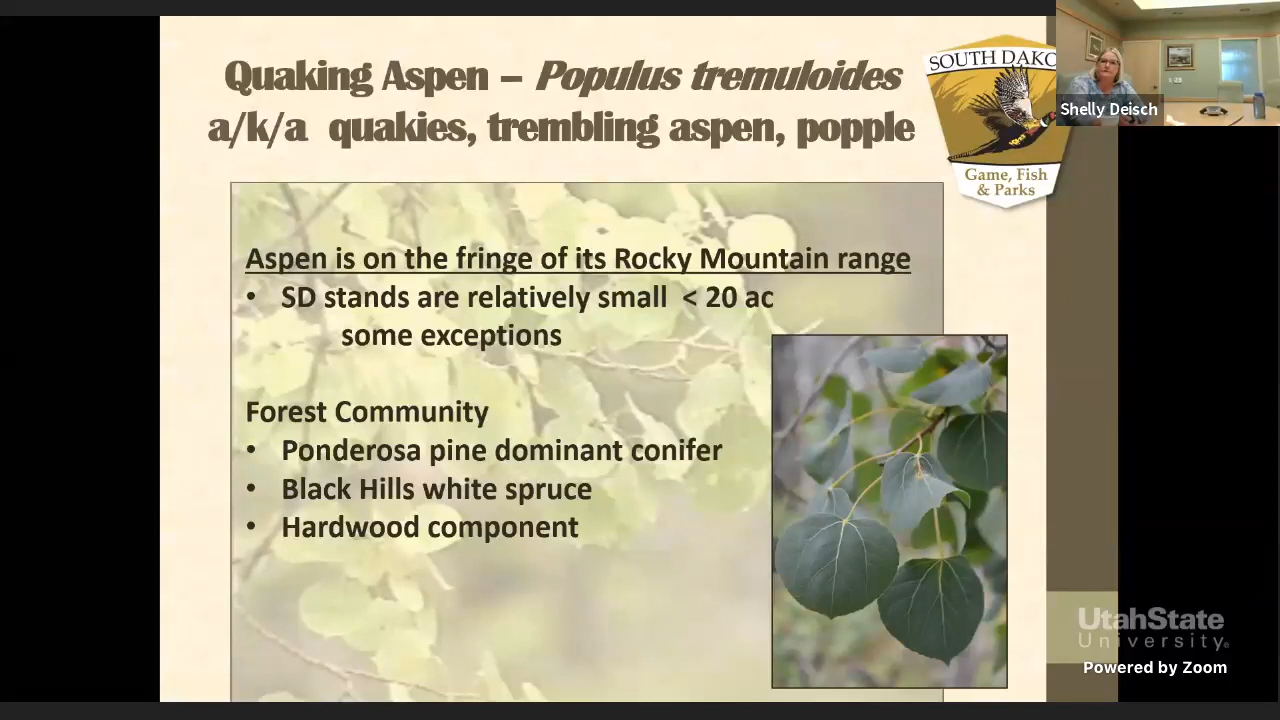 Quaking Aspen – Populus tremuloides
a/k/a quakies, trembling aspen, popple
SOUTH DAKO
Game, Fish
& Parks
Shelly Deisch
Aspen is on the fringe of its Rocky Mountain range
• SD stands are relatively small < 20 ac
some exceptions
Forest Community
• Ponderosa pine dominant conifer
• Black Hills white spruce
• Hardwood component
UtahState
University
Powered by Zoom